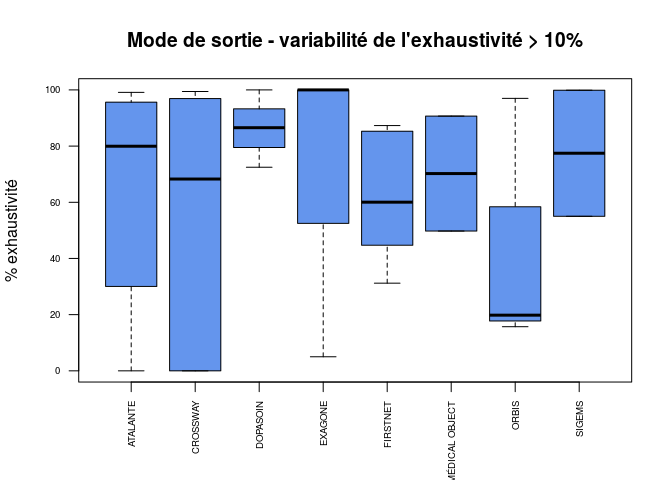 Mode de sortie - variabilité de l'exhaustivité > 10%
% exhaustivité
100
80
60
40
20
0
ATALANTE
CROSSWAY
DOPASOIN
EXAGONE
FIRSTNET
MÉDICAL OBJECT
ORBIS
SIGEMS